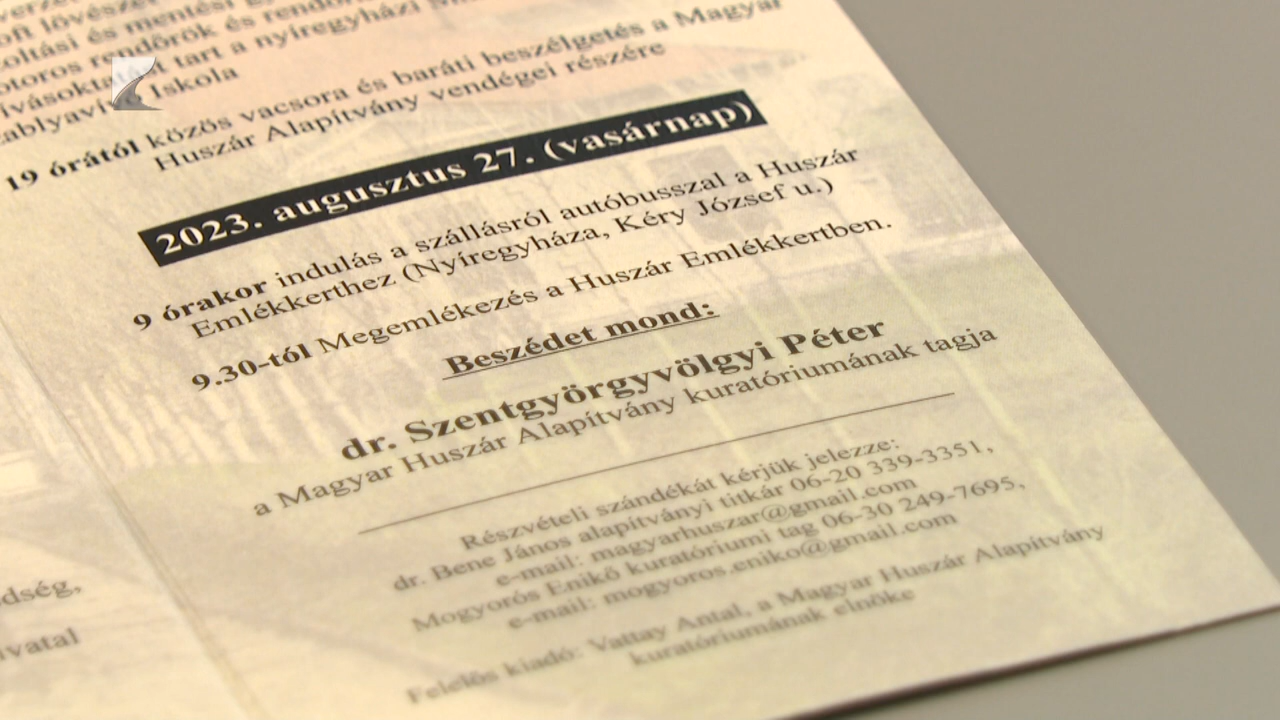 oltási és mentési
otoros rendőrök és rendőr
tart a nyíregyházi
Iskola
19 órától közös vacsora és baráti beszélgetés a Magyar
Huszár Alapítvány vendégei részére
2023. augusztus 27. (vasárnap)
9 órakor indulás a szállásról autóbusszal a Huszár
Emlékkerthez (Nyíregyháza, Kéry József u.)
9.30-tól Megemlékezés a Huszár Emlékkertben.
Beszédet mond:
dr. Szentgyörgyvölgyi Péter
a Magyar Huszár Alapítvány kuratóriumának tagja
Részvételi szándékát kérjük jelezze:
dr. Bene János alapítványi titkár 06-20 339-3351,
e-mail: magyarhuszar@gmail.com
Mogyorós Enikő kuratóriumi tag 06-30 249-7695,
e-mail: mogyoros.eniko@gmail.com
Felelős kiadó: Vattay Antal, a Magyar Huszár Alapítvány
kuratóriumának elnöke
dség,
ivatal